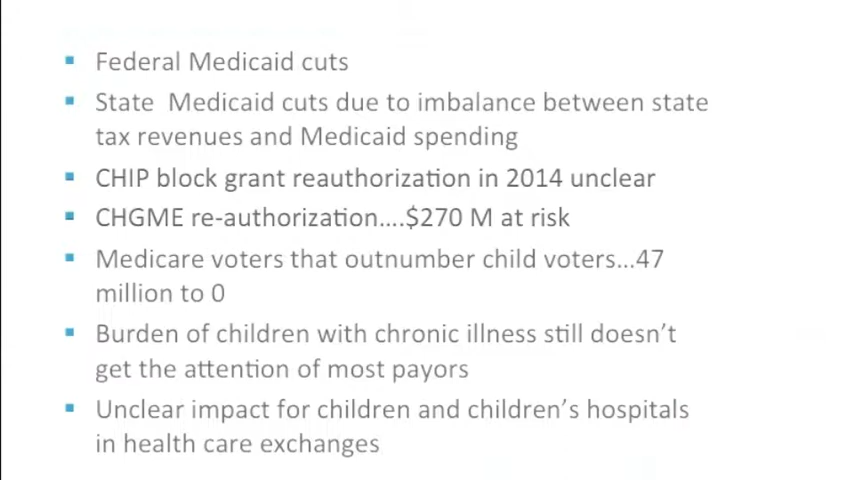 ▪ Federal Medicaid cuts
▪ State  Medicaid cuts due to imbalance between state
tax revenues and Medicaid spending
▪ CHIP block grant reauthorization in 2014 unclear
▪ CHGME re-authorization....$270 M at risk
▪ Medicare voters that outnumber child voters...47
million to 0
▪ Burden of children with chronic illness still doesn't
get the attention of most payors
▪ Unclear impact for children and children's hospitals
in health care exchanges